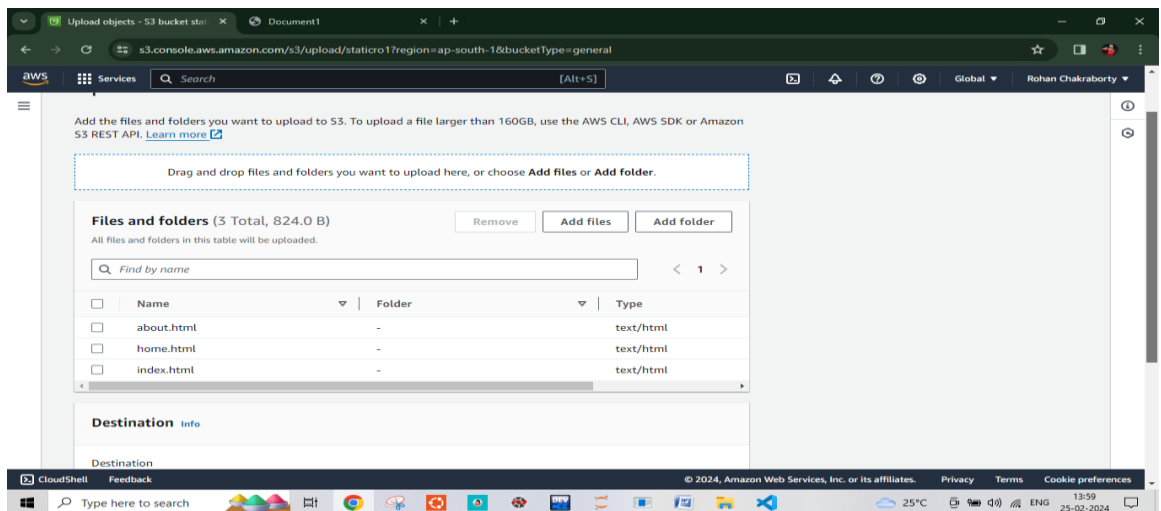 Upload objects - S3 bucket stat
Document1
s3.console.aws.amazon.com/s3/upload/staticro1?region=ap-south-1&bucketType=general
aws
Services
Search
[Alt+S]
Global
Rohan Chakraborty
Add the files and folders you want to upload to S3. To upload a file larger than 160GB, use the AWS CLI, AWS SDK or Amazon
S3 REST API. Learn more
Drag and drop files and folders you want to upload here, or choose Add files or Add folder.
Files and folders (3 Total, 824.0 B)
Remove
Add files
Add folder
All files and folders in this table will be uploaded.
Find by name
1
Name
Folder
Type
about.html
-
text/html
home.html
-
text/html
index.html
-
text/html
Destination Info
Destination
CloudShell
Feedback
© 2024, Amazon Web Services, Inc. or its affiliates.
Privacy
Terms
Cookie preferences
Type here to search
DEV
25°C
ENG
13:59
25-02-2024